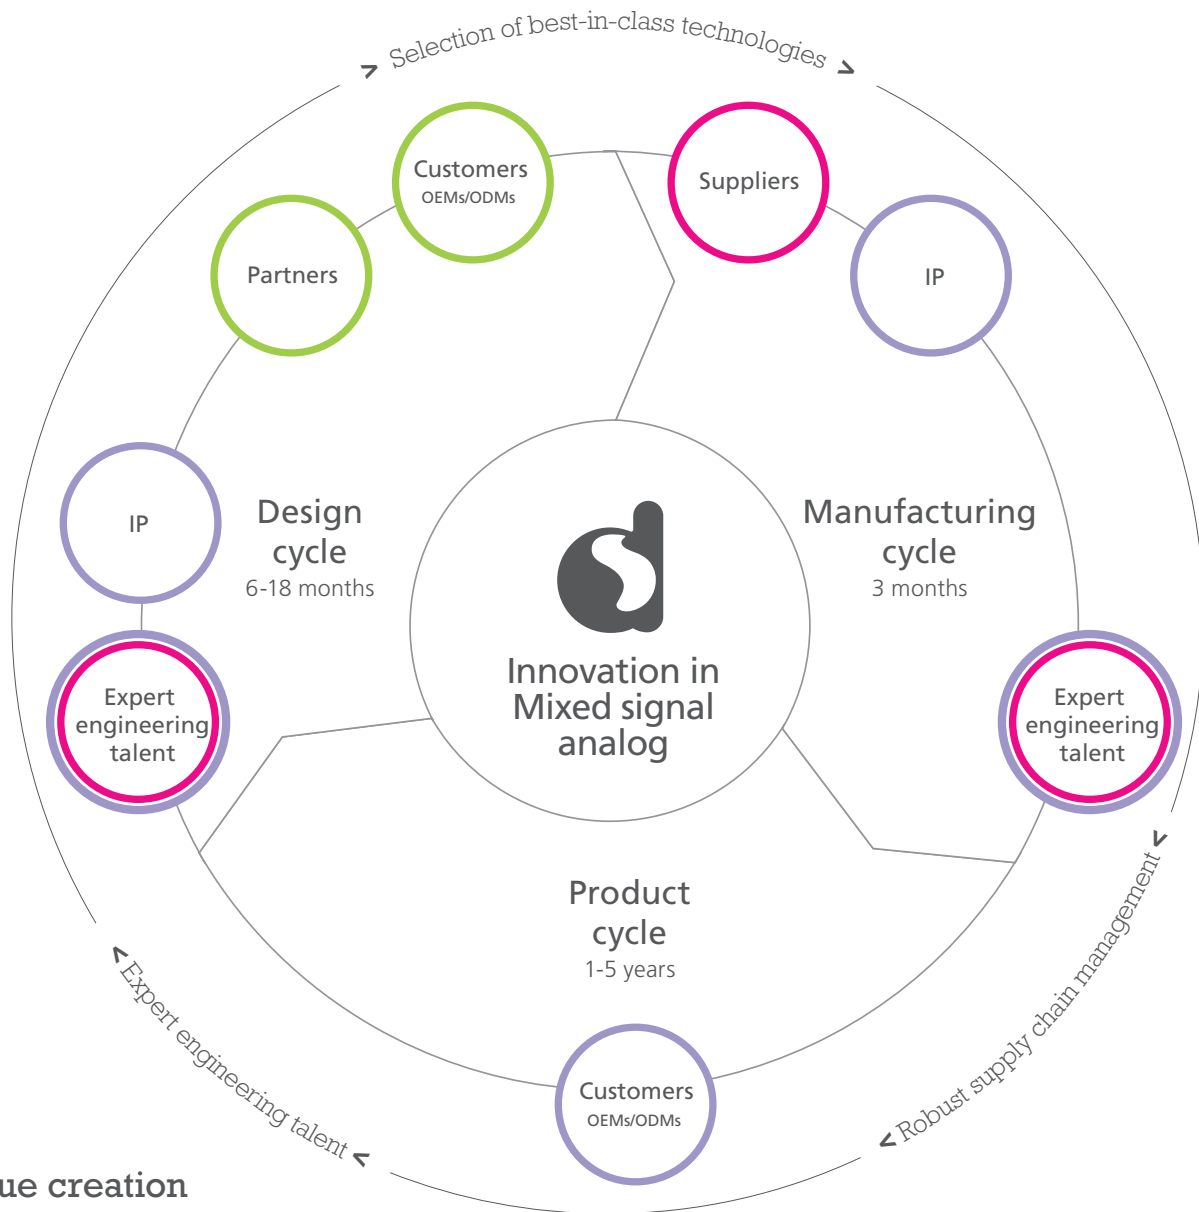 > Selection of best-in-class technologies >
Customers
OEMs/ODMs
Suppliers
Partners
IP
IP
Design
cycle
6-18 months
Manufacturing
cycle
3 months
Innovation in
Mixed signal
analog
Expert
engineering
talent
Expert
engineering
talent
Product
cycle
1-5 years
Customers
OEMs/ODMs
< Expert engineering talent <
< Robust supply chain management <
ue creation